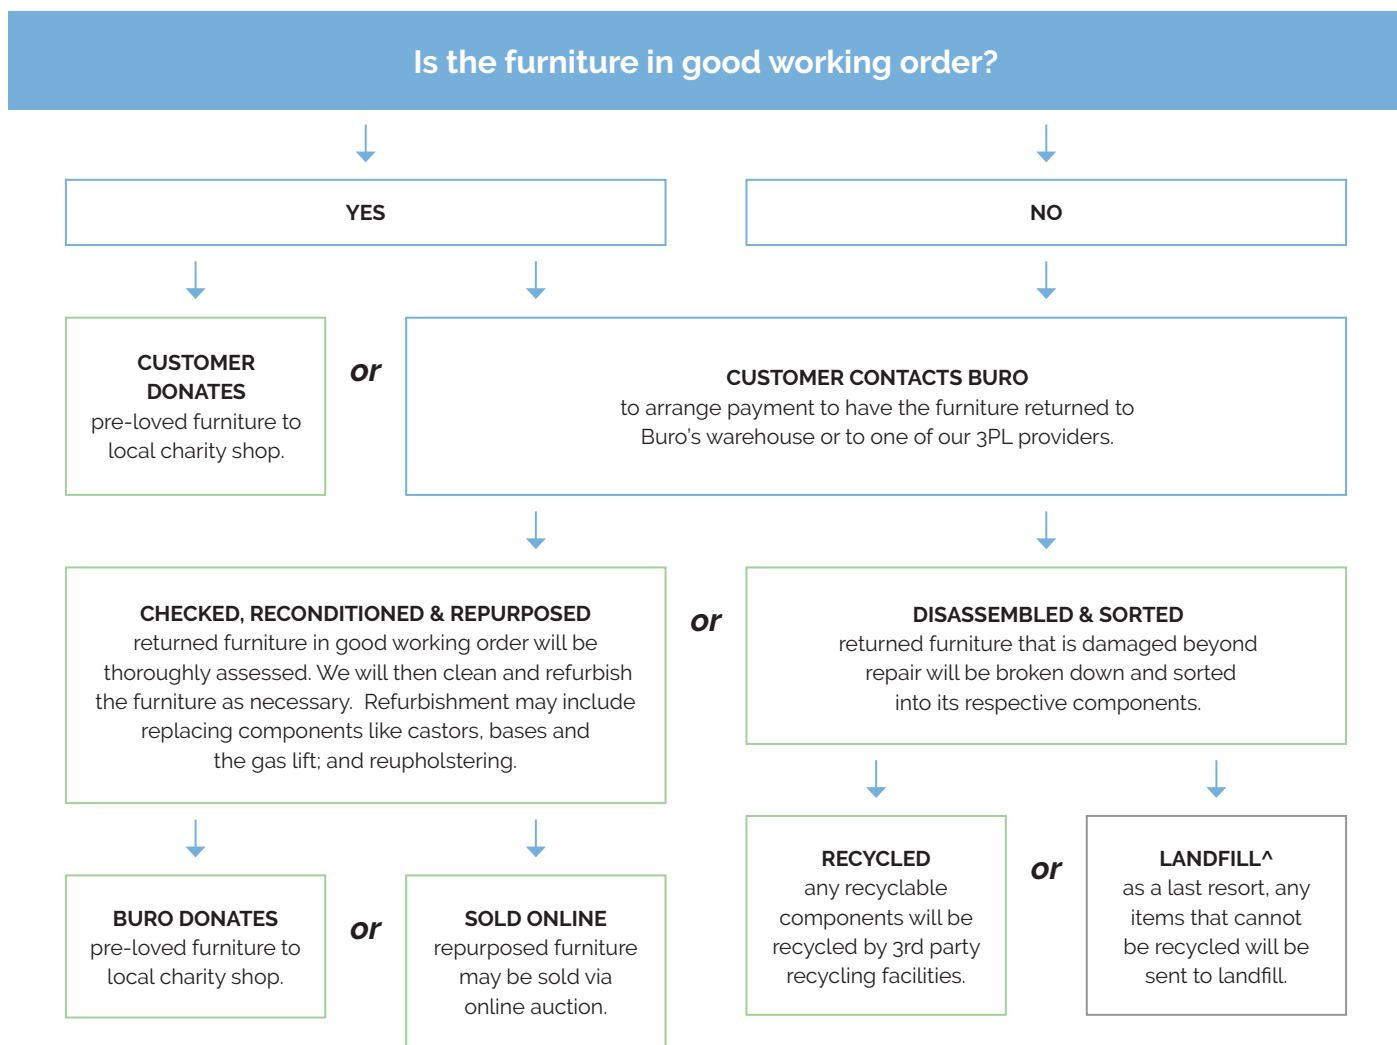 Is the furniture in good working order?
YES
NO
CUSTOMER
DONATES
pre-loved furniture to
local charity shop.
or
CUSTOMER CONTACTS BURO
to arrange payment to have the furniture returned to
Buro's warehouse or to one of our 3PL providers.
CHECKED, RECONDITIONED & REPURPOSED
returned furniture in good working order will be
thoroughly assessed. We will then clean and refurbish
the furniture as necessary.  Refurbishment may include
replacing components like castors, bases and
the gas lift; and reupholstering.
or
DISASSEMBLED & SORTED
returned furniture that is damaged beyond
repair will be broken down and sorted
into its respective components.
BURO DONATES
pre-loved furniture to
local charity shop.
or
SOLD ONLINE
repurposed furniture
may be sold via
online auction.
RECYCLED
any recyclable
components will be
recycled by 3rd party
recycling facilities.
or
LANDFILL^
as a last resort, any
items that cannot
be recycled will be
sent to landfill.